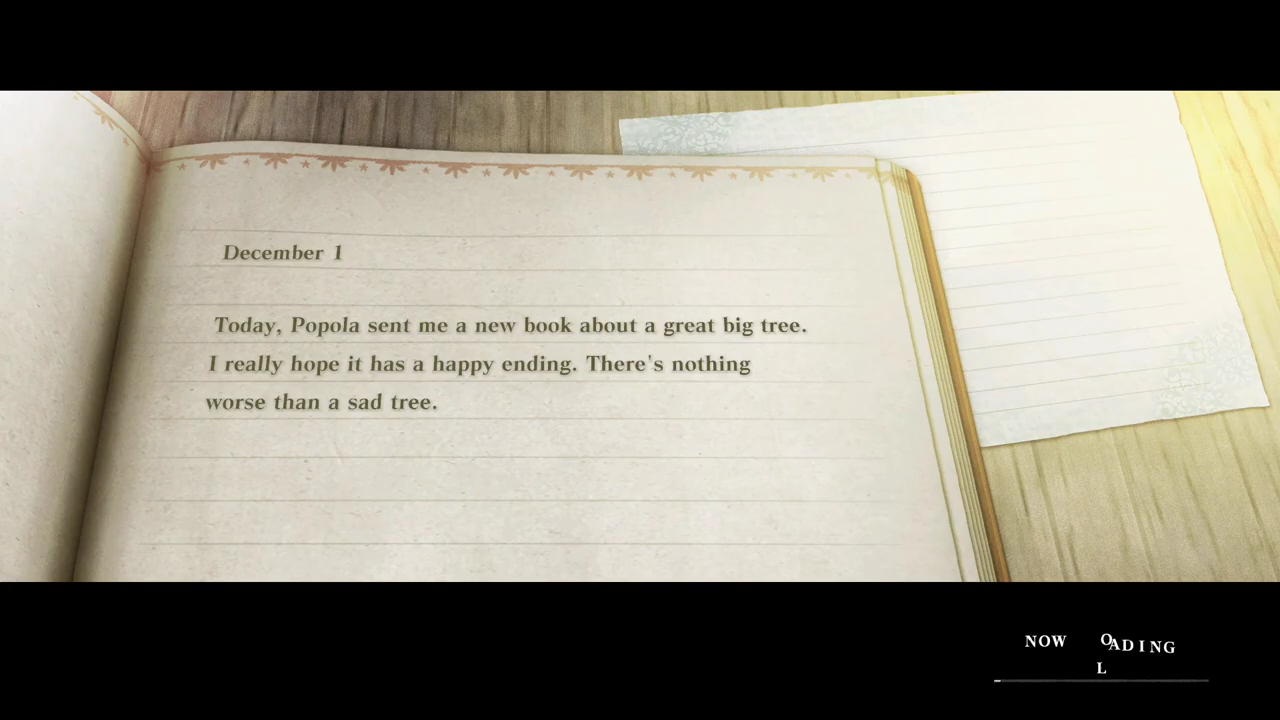 December 1
Today, Popola sent me a new book about a great big tree.
I really hope it has a happy ending. There's nothing
worse than a sad tree.
NOW LOADING